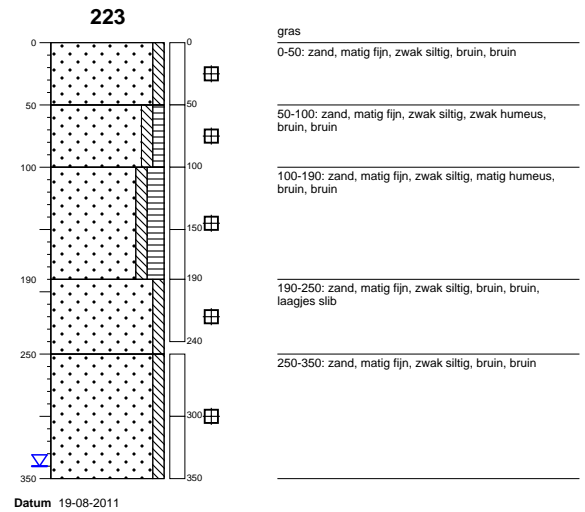 223
gras
0-50: zand, matig fijn, zwak siltig, bruin, bruin
50-100: zand, matig fijn, zwak siltig, zwak humeus,
bruin, bruin
100-190: zand, matig fijn, zwak siltig, matig humeus,
bruin, bruin
190-250: zand, matig fijn, zwak siltig, bruin, bruin,
laagjes slib
250-350: zand, matig fijn, zwak siltig, bruin, bruin
0
50
100
190
250
350
0
50
100
150
190
240
300
350
Datum 19-08-2011